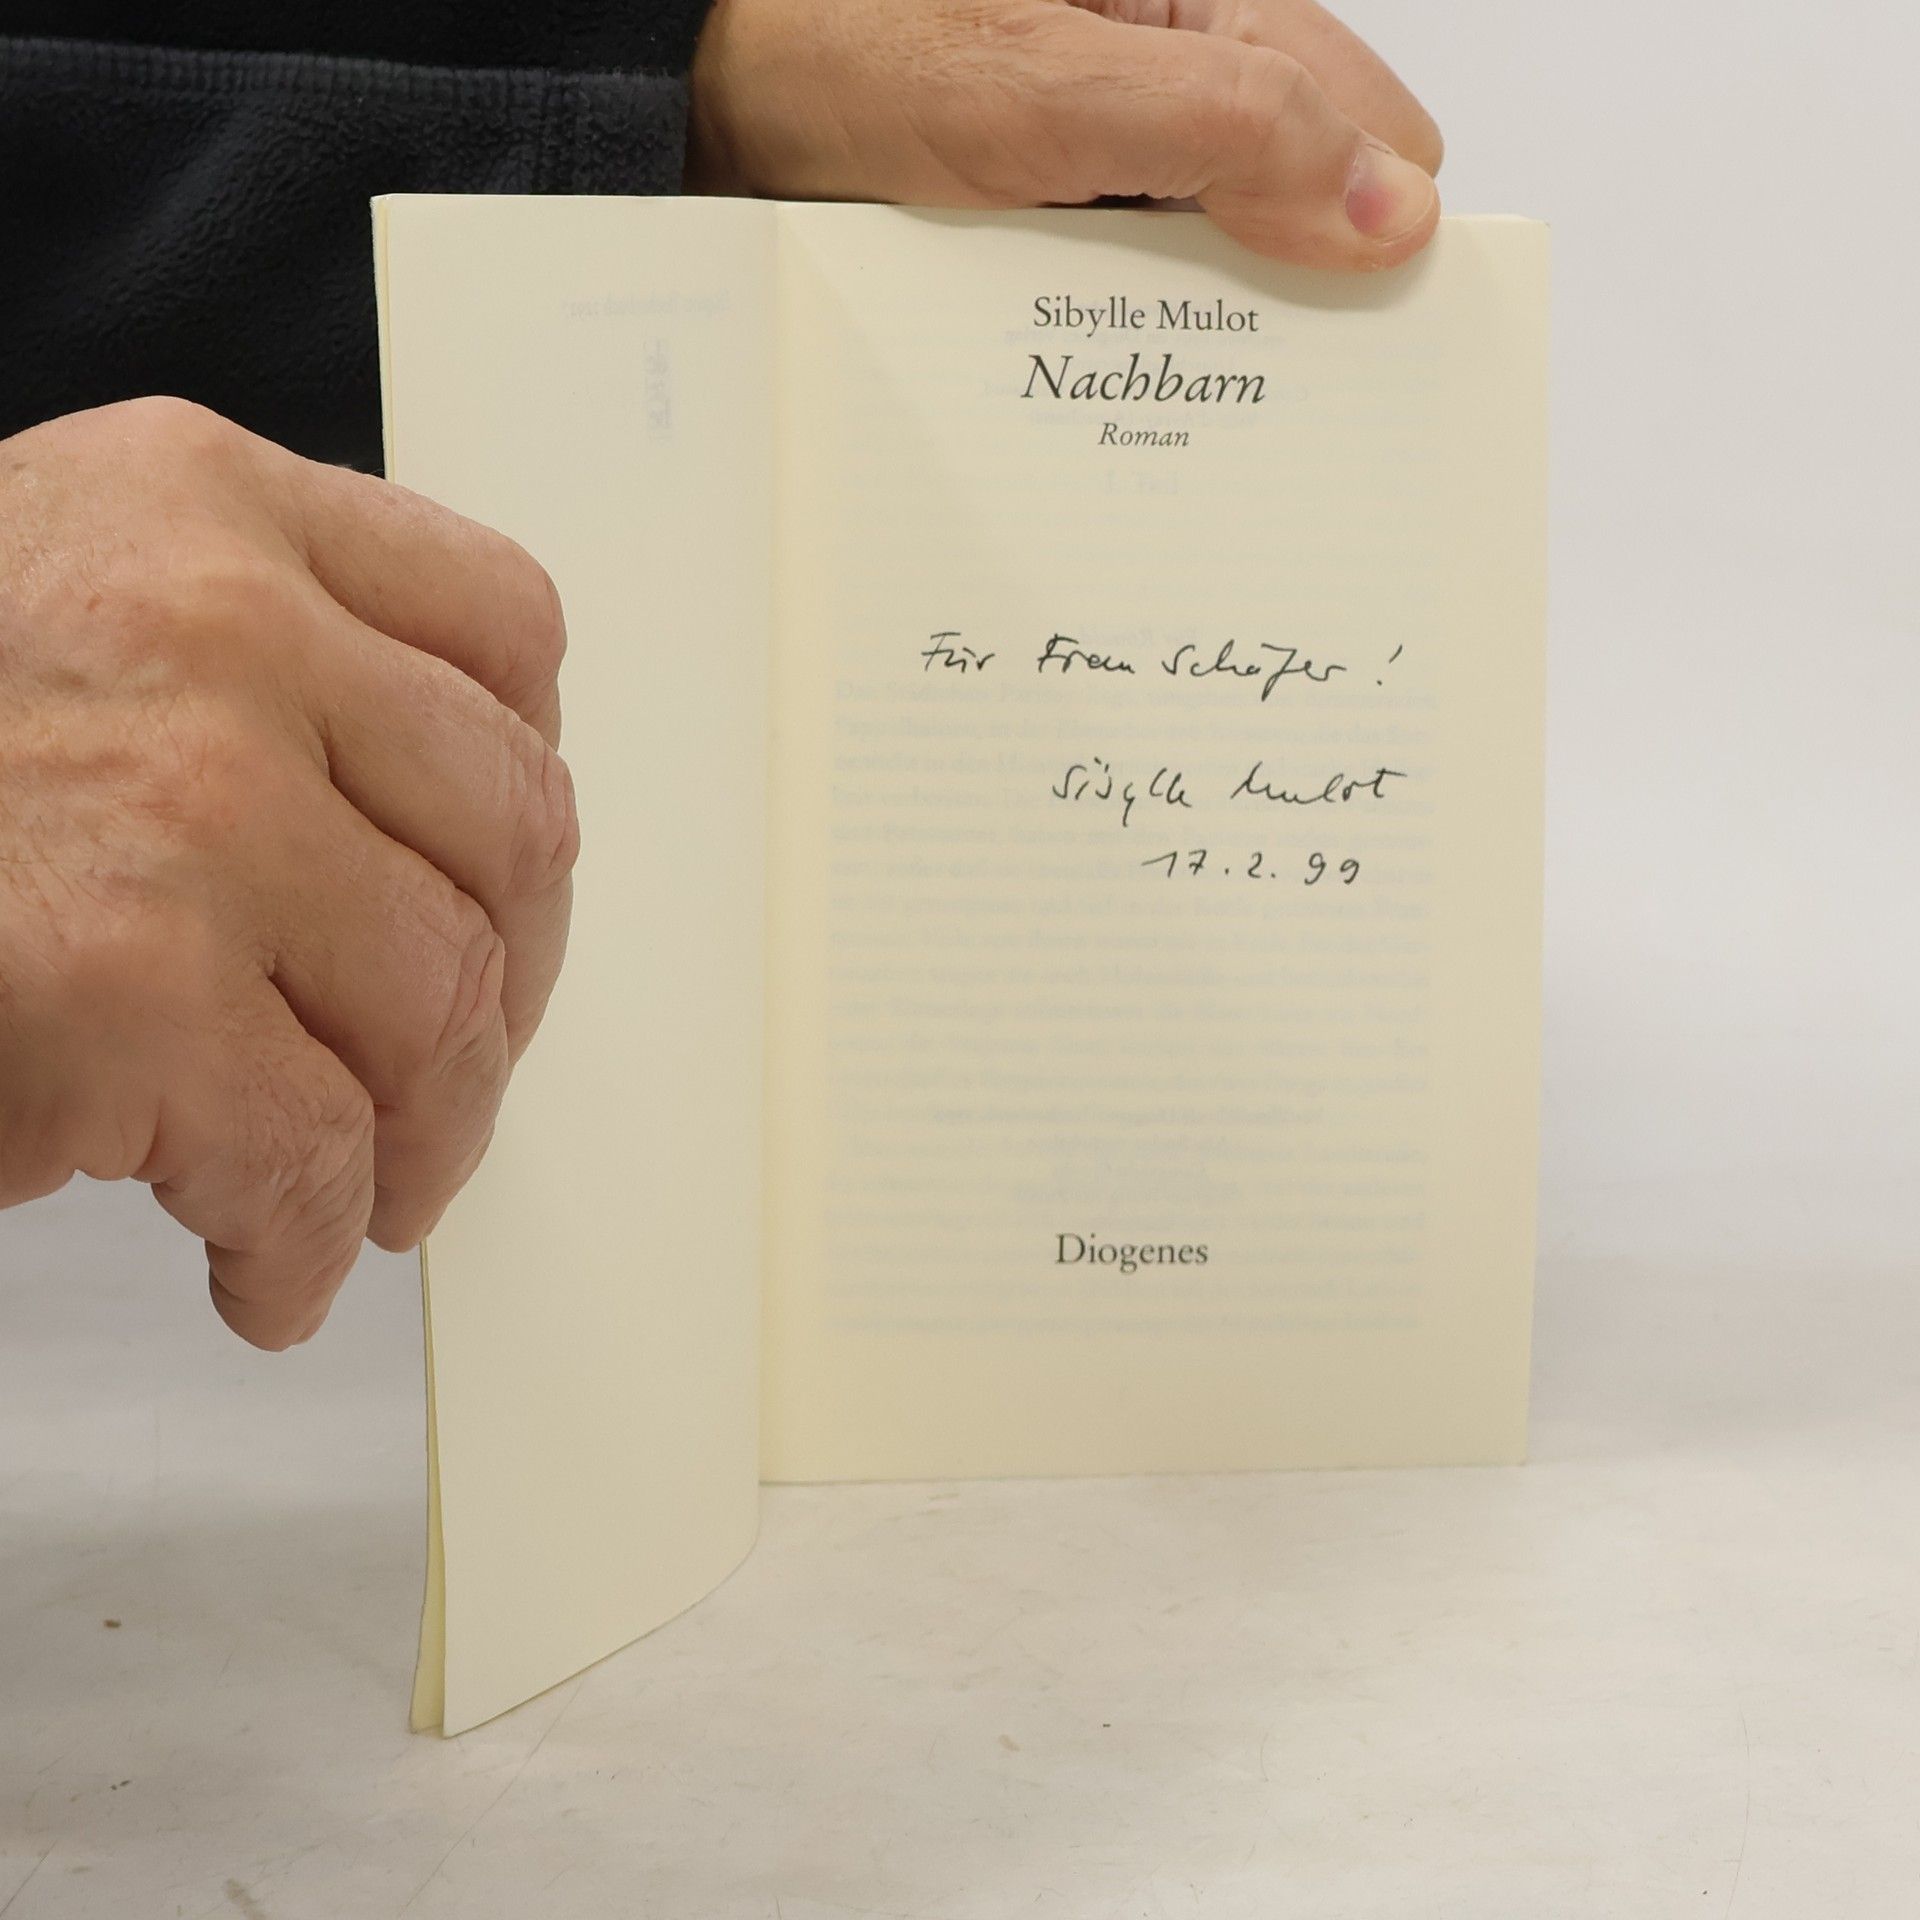 Sibylle Mulot
Nachbarn
Roman
Für Frau Schäfer!
Sibylle Mulot
17.2.99
Diogenes